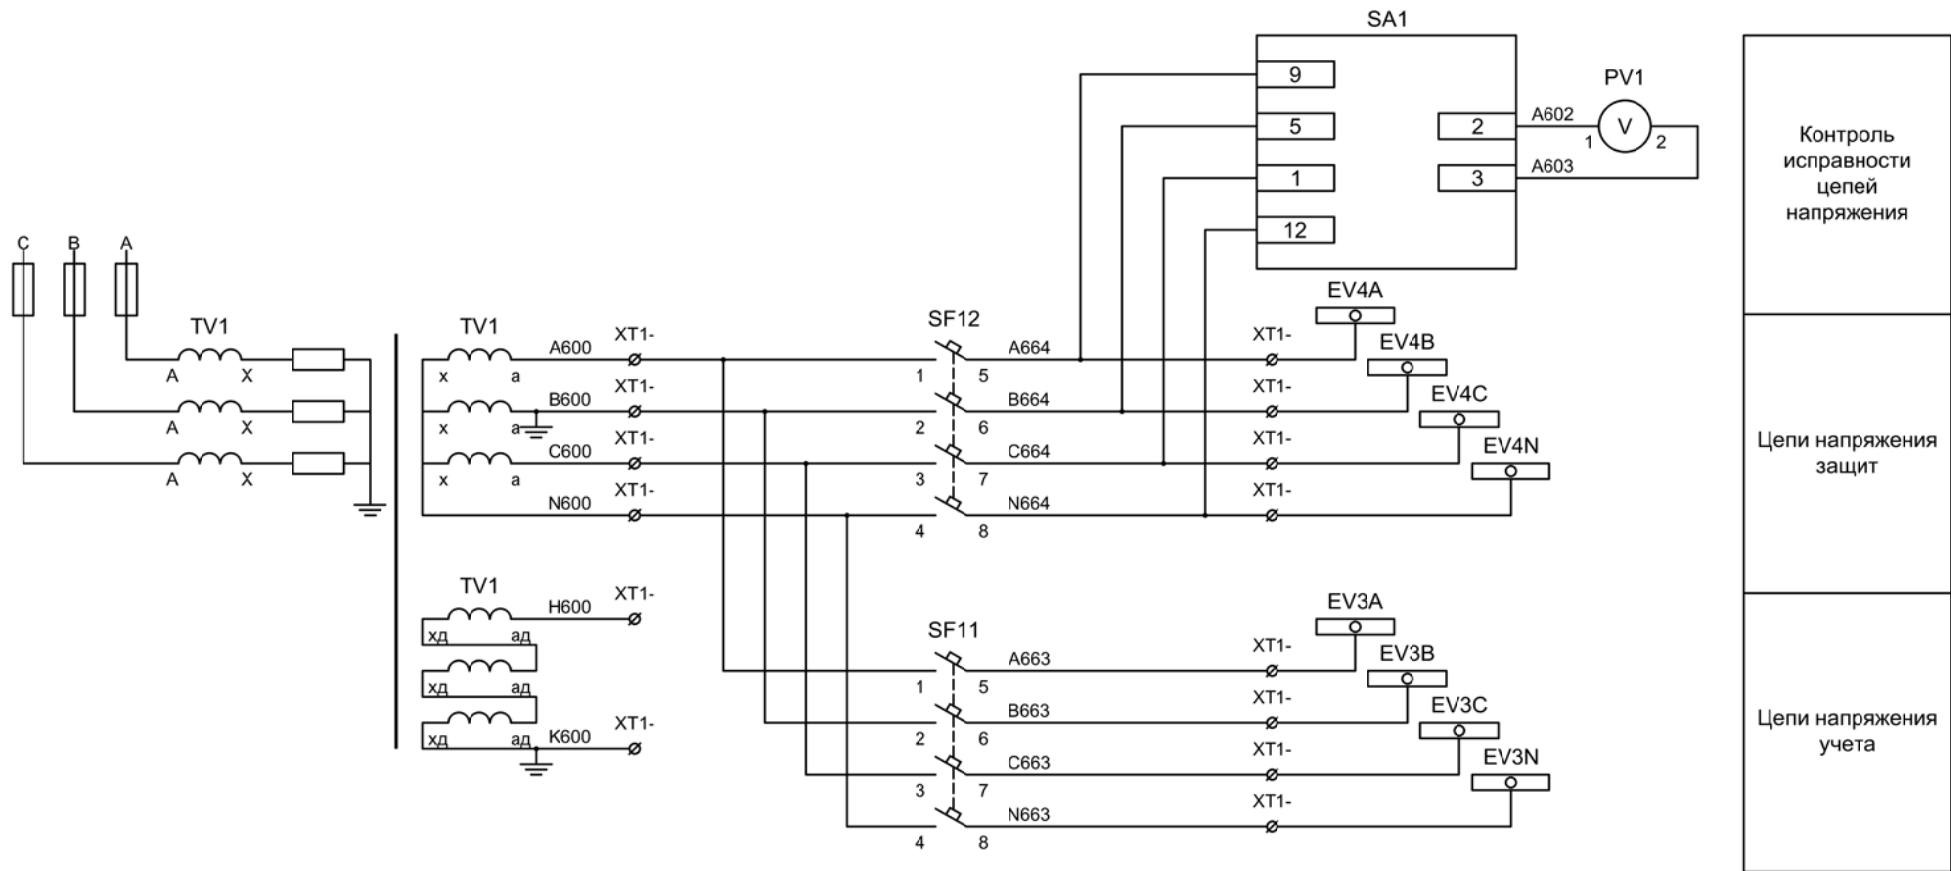 SA1
9
5
1
12
2
3
A602
A603
PV1
V
1
2
Контроль
исправности
цепей
напряжения
C
B
A
TV1
A
X
A
X
A
X
TV1
x
a
x
a
x
a
A600
B600
C600
N600
XT1-
XT1-
XT1-
XT1-
SF12
1
5
2
6
3
7
4
8
A664
B664
C664
N664
XT1-
XT1-
XT1-
XT1-
EV4A
EV4B
EV4C
EV4N
Цепи напряжения
защит
TV1
хд
ад
хд
ад
хд
ад
H600
K600
XT1-
XT1-
SF11
1
5
2
6
3
7
4
8
A663
B663
C663
N663
XT1-
XT1-
XT1-
XT1-
EV3A
EV3B
EV3C
EV3N
Цепи напряжения
учета